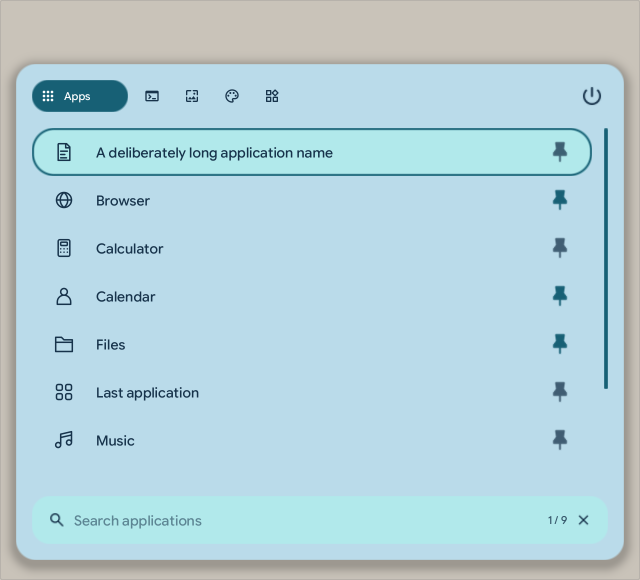 Apps
A deliberately long application name
Browser
Calculator
Calendar
Files
Last application
Music
Search applications
1 / 9